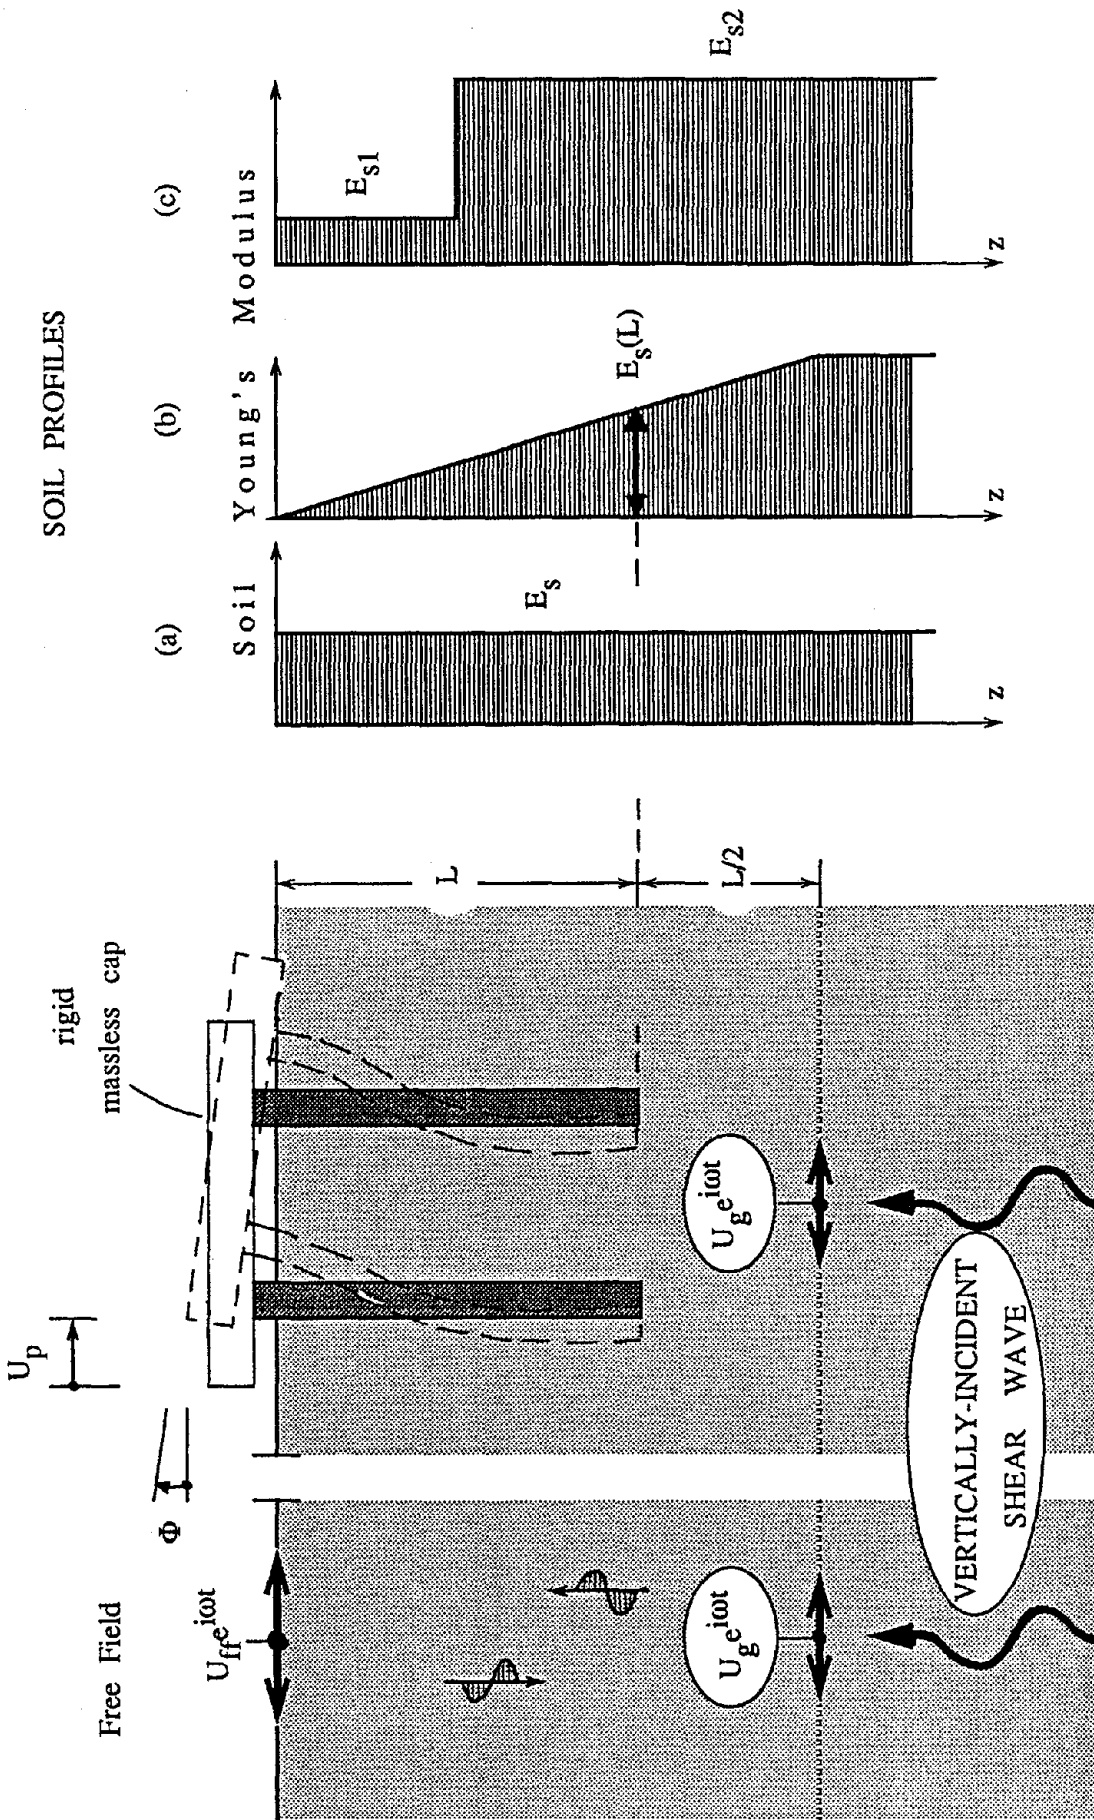 Free Field
Φ
U_p
rigid
massless cap
U_ff e^iωt
L
L/2
U_g e^iωt
U_g e^iωt
VERTICALLY-INCIDENT
SHEAR WAVE
SOIL PROFILES
(a)
(b)
(c)
Soil Young's Modulus
E_s
E_s(L)
E_s1
E_s2
z
z
z